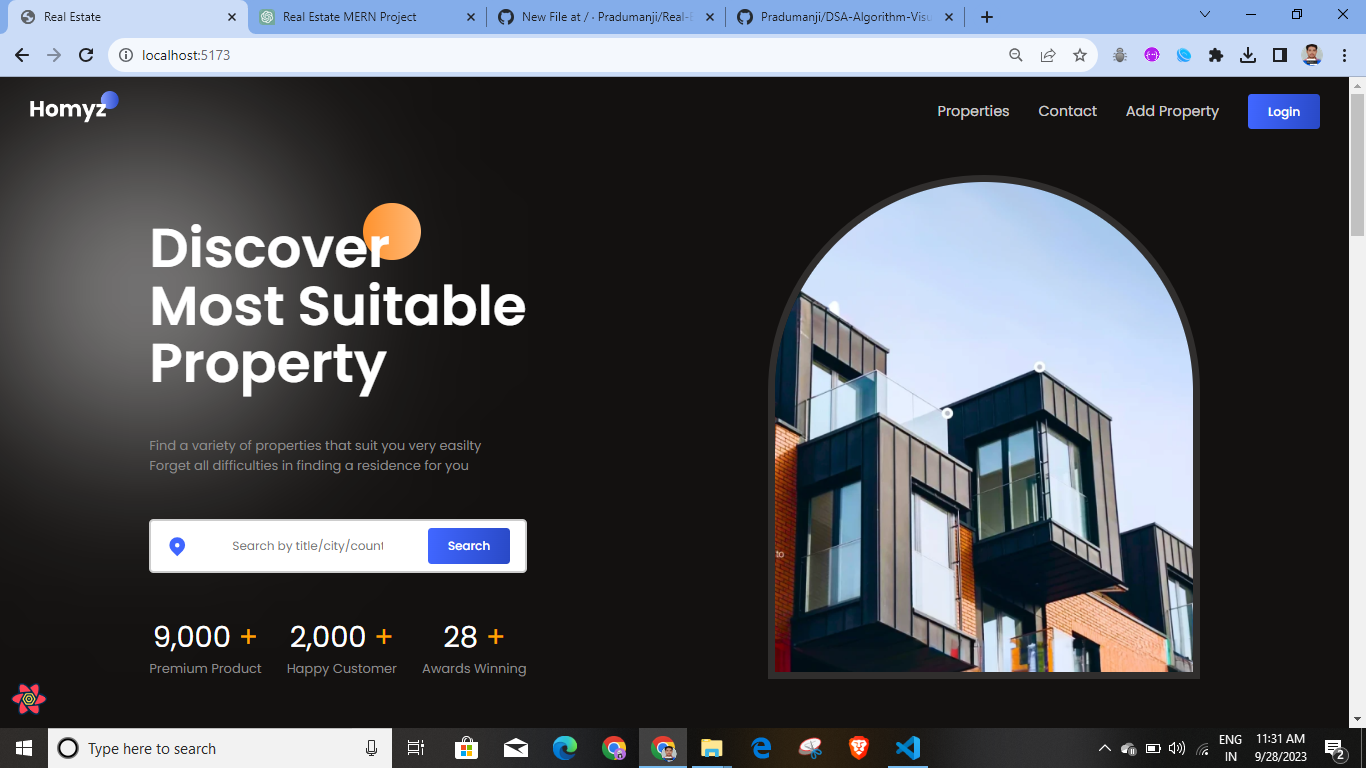 Real Estate
Real Estate MERN Project
New File at / · Pradumanji/Real-E
Pradumanji/DSA-Algorithm-Visu
localhost:5173
Homyz
Properties
Contact
Add Property
Login
Discover
Most Suitable
Property
Find a variety of properties that suit you very easilty
Forget all difficulties in finding a residence for you
Search by title/city/count
Search
9,000 +
2,000 +
28 +
Premium Product
Happy Customer
Awards Winning
to
Type here to search
ENG
IN
11:31 AM
9/28/2023
2